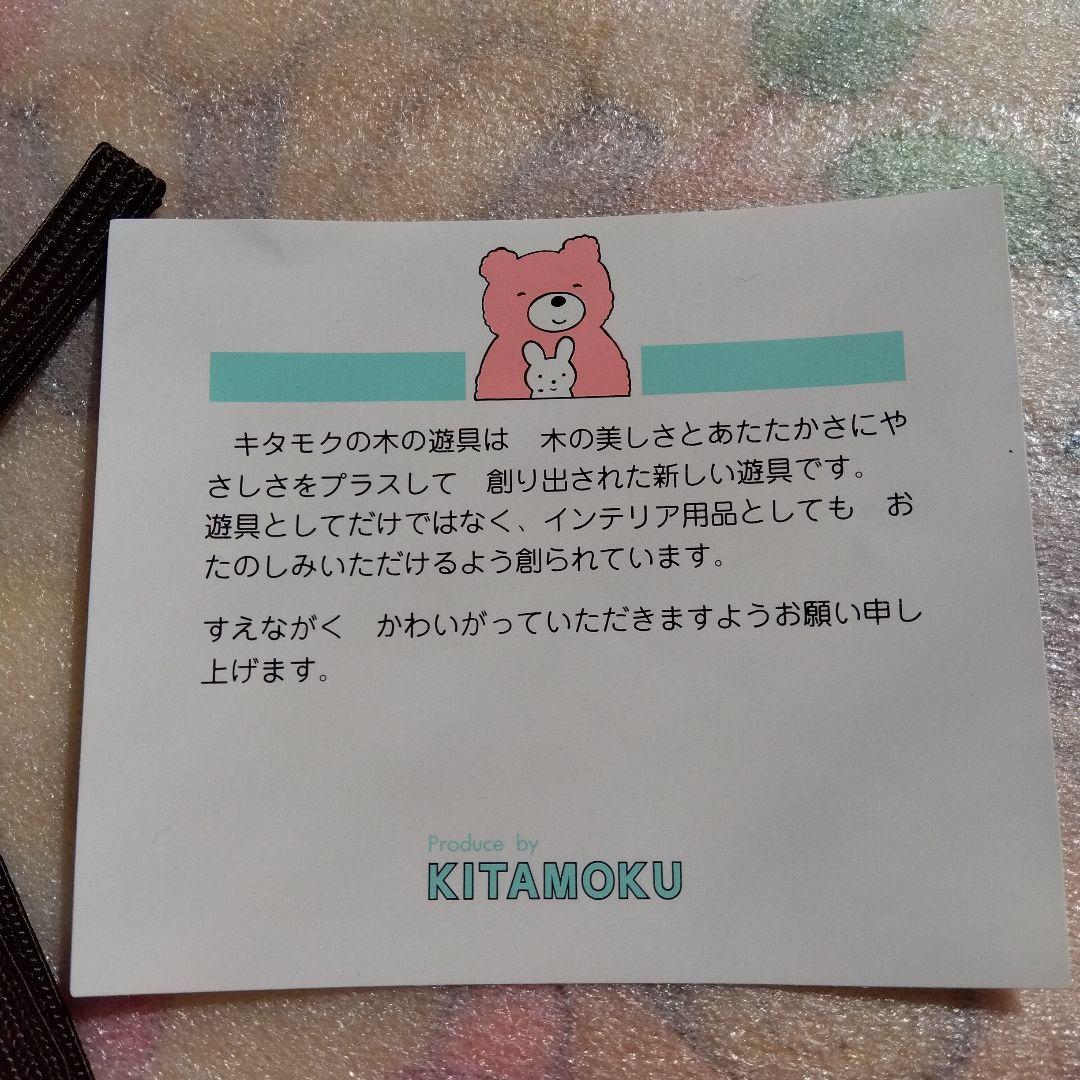 キタモクの木の遊具は　木の美しさとあたたかさにや
さしさをプラスして　創り出された新しい遊具です。
遊具としてだけではなく、インテリア用品としても　お
たのしみいただけるよう創られています。
すえながく　かわいがっていただきますようお願い申し
上げます。
Produce by
KITAMOKU